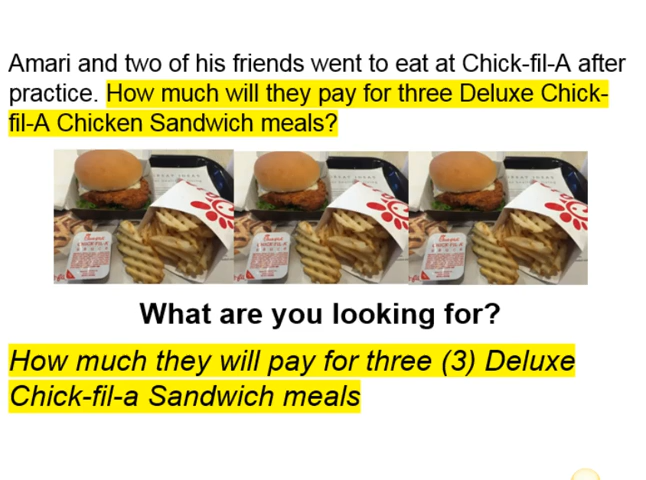 Amari and two of his friends went to eat at Chick-fil-A after
practice. How much will they pay for three Deluxe Chick-
fil-A Chicken Sandwich meals?
What are you looking for?
How much they will pay for three (3) Deluxe
Chick-fil-a Sandwich meals